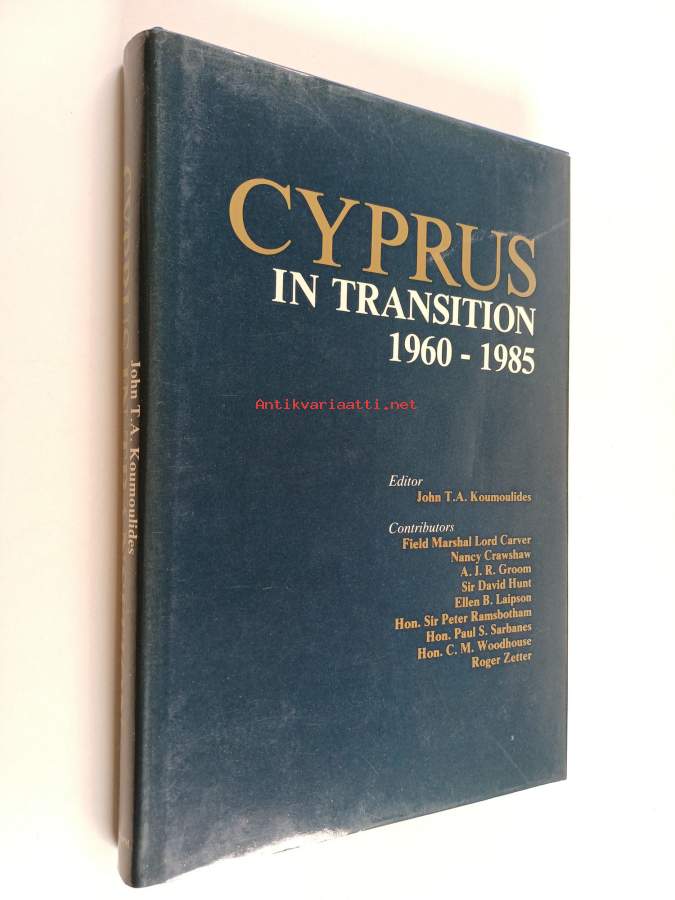 CYPRUS
IN TRANSITION
1960 - 1985
Antikvariaatti.net
Editor
John T.A. Koumoulides
Contributors
Field Marshal Lord Carver
Nancy Crawshaw
A. J. R. Groom
Sir David Hunt
Ellen B. Laipson
Hon. Sir Peter Ramsbotham
Hon. Paul S. Sarbanes
Hon. C. M. Woodhouse
Roger Zetter
John T.A. Koumoulides